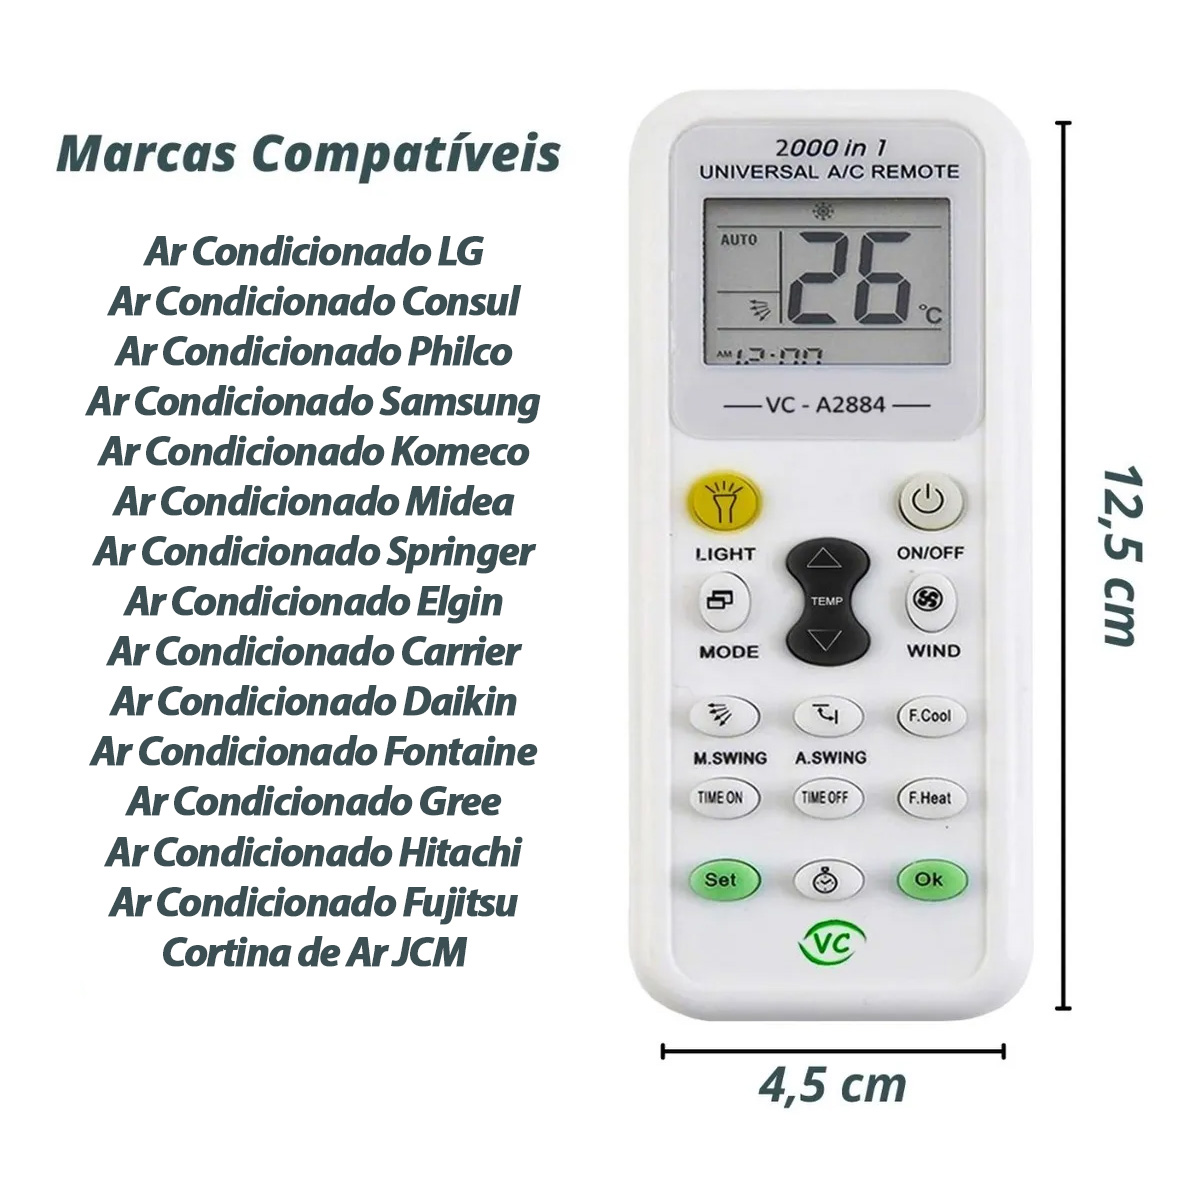 Marcas Compatíveis
Ar Condicionado LG
Ar Condicionado Consul
Ar Condicionado Philco
Ar Condicionado Samsung
Ar Condicionado Komeco
Ar Condicionado Midea
Ar Condicionado Springer
Ar Condicionado Elgin
Ar Condicionado Carrier
Ar Condicionado Daikin
Ar Condicionado Fontaine
Ar Condicionado Gree
Ar Condicionado Hitachi
Ar Condicionado Fujitsu
Cortina de Ar JCM
2000 in 1
UNIVERSAL A/C REMOTE
AUTO
26 °C
AM 12:00
VC - A2884
LIGHT ON/OFF
TEMP
MODE WIND
F.Cool
M.SWING A.SWING
TIME ON TIME OFF F.Heat
Set Ok
VC
12,5 cm
4,5 cm